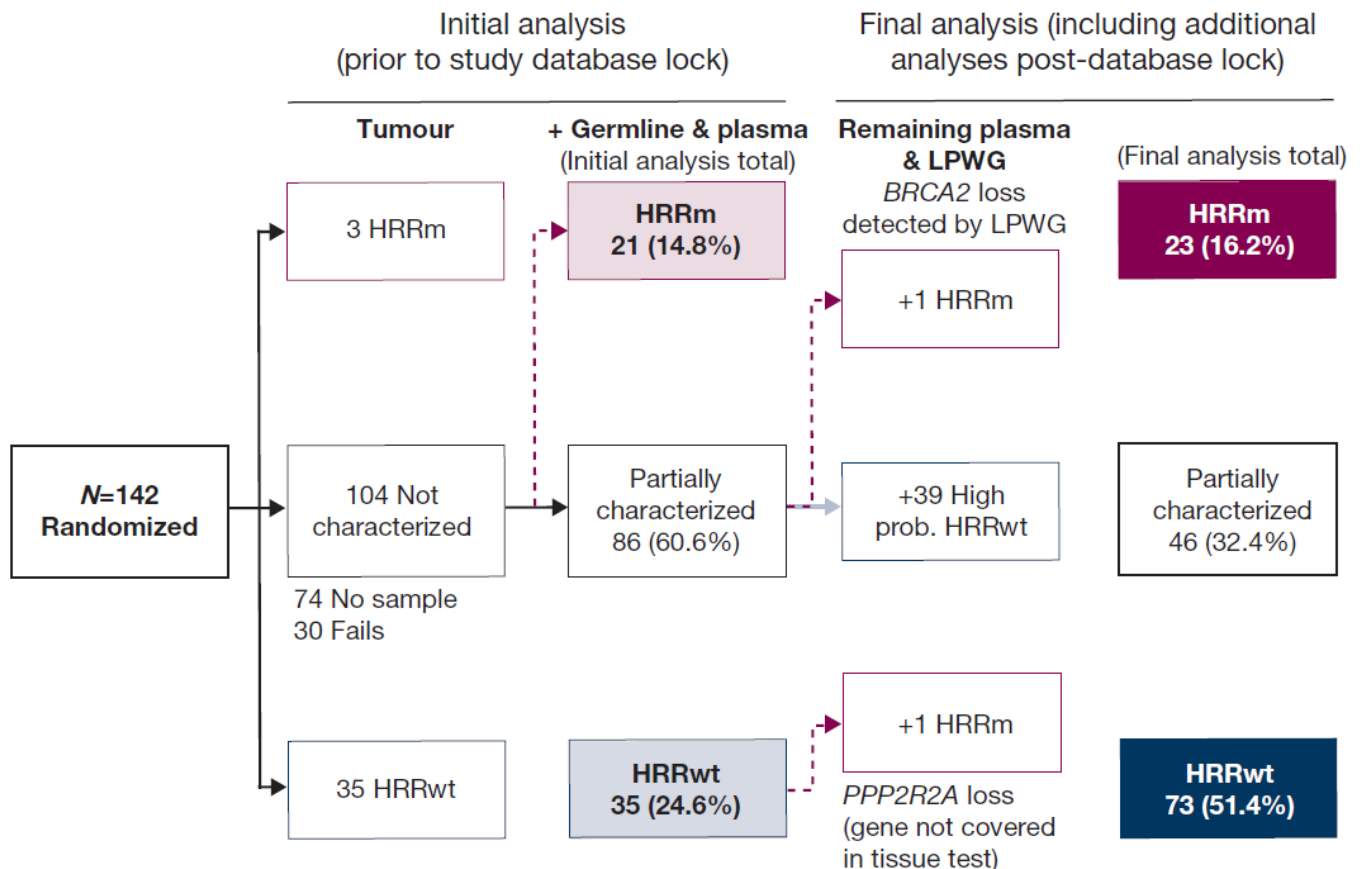 Initial analysis
(prior to study database lock)
Final analysis (including additional
analyses post-database lock)
Tumour
+ Germline & plasma
(Initial analysis total)
Remaining plasma
& LPWG
BRCA2 loss
detected by LPWG
(Final analysis total)
3 HRRm
HRRm
21 (14.8%)
+1 HRRm
HRRm
23 (16.2%)
N=142
Randomized
104 Not
characterized
74 No sample
30 Fails
Partially
characterized
86 (60.6%)
+39 High
prob. HRRwt
Partially
characterized
46 (32.4%)
35 HRRwt
HRRwt
35 (24.6%)
+1 HRRm
PPP2R2A loss
(gene not covered
in tissue test)
HRRwt
73 (51.4%)